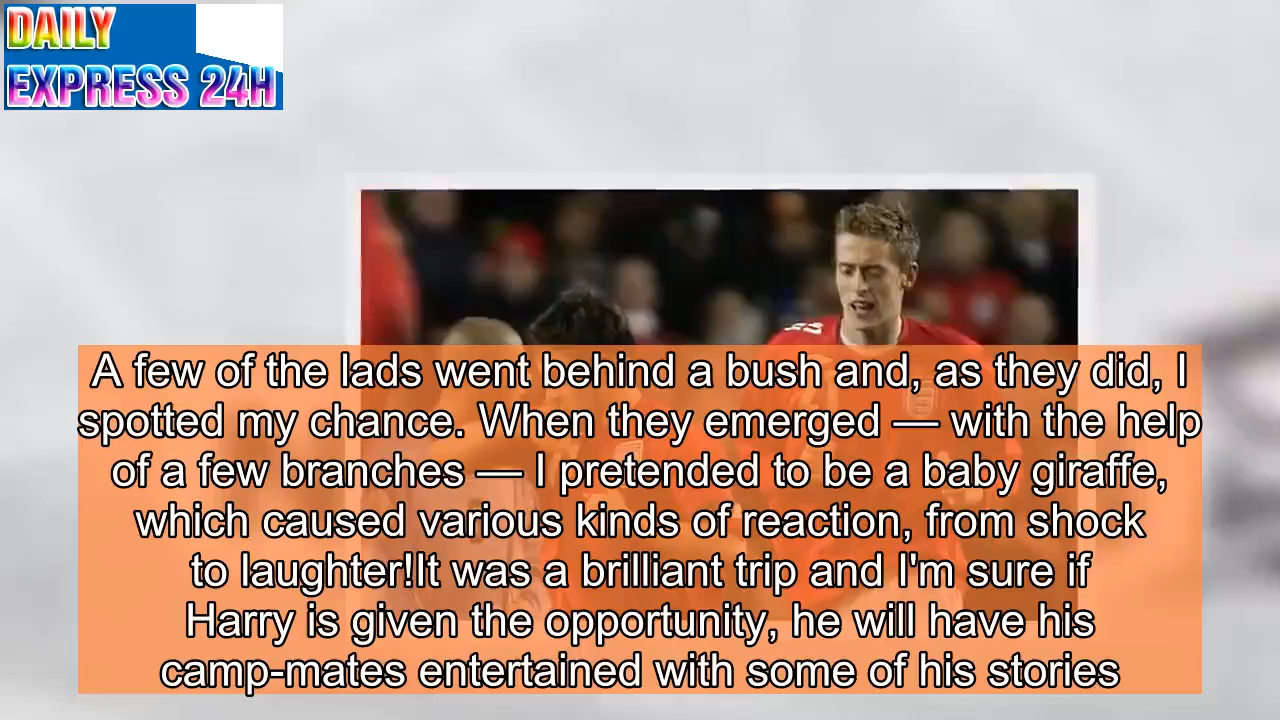 DAILY
EXPRESS 24H
A few of the lads went behind a bush and, as they did, I
spotted my chance. When they emerged — with the help
of a few branches — I pretended to be a baby giraffe,
which caused various kinds of reaction, from shock
to laughter!It was a brilliant trip and I'm sure if
Harry is given the opportunity, he will have his
camp-mates entertained with some of his stories